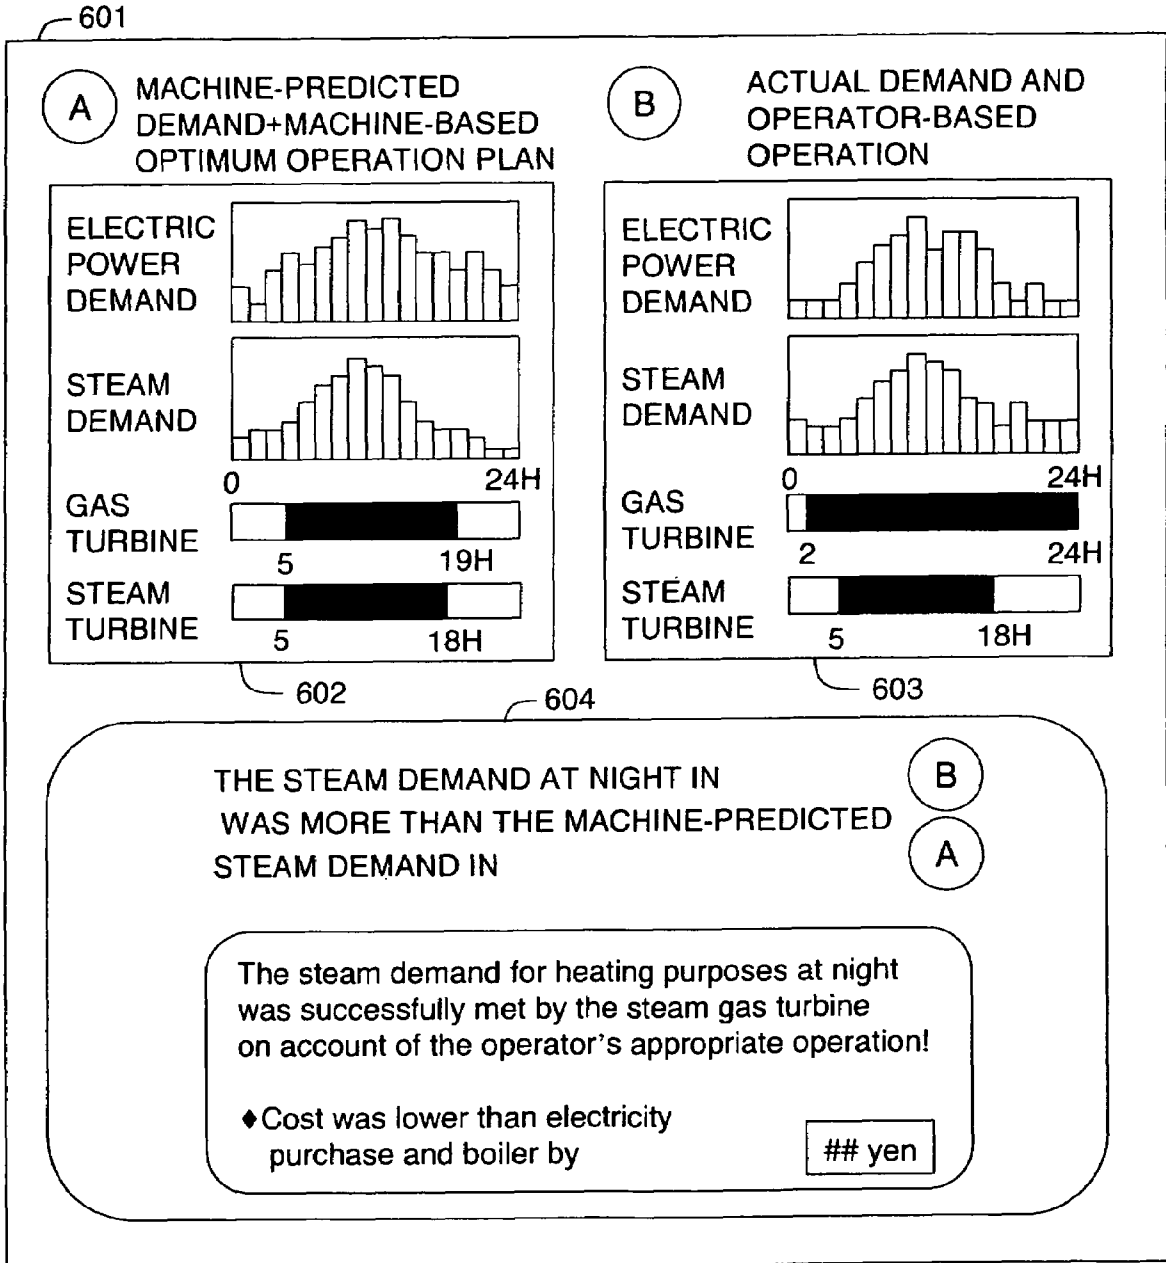 601
A
MACHINE-PREDICTED
DEMAND+MACHINE-BASED
OPTIMUM OPERATION PLAN
ELECTRIC
POWER
DEMAND
STEAM
DEMAND
0 24H
GAS
TURBINE
5 19H
STEAM
TURBINE
5 18H
602
B
ACTUAL DEMAND AND
OPERATOR-BASED
OPERATION
ELECTRIC
POWER
DEMAND
STEAM
DEMAND
0 24H
GAS
TURBINE
2 24H
STEAM
TURBINE
5 18H
603
604
THE STEAM DEMAND AT NIGHT IN B
WAS MORE THAN THE MACHINE-PREDICTED
STEAM DEMAND IN A
The steam demand for heating purposes at night
was successfully met by the steam gas turbine
on account of the operator's appropriate operation!
♦Cost was lower than electricity
purchase and boiler by ## yen